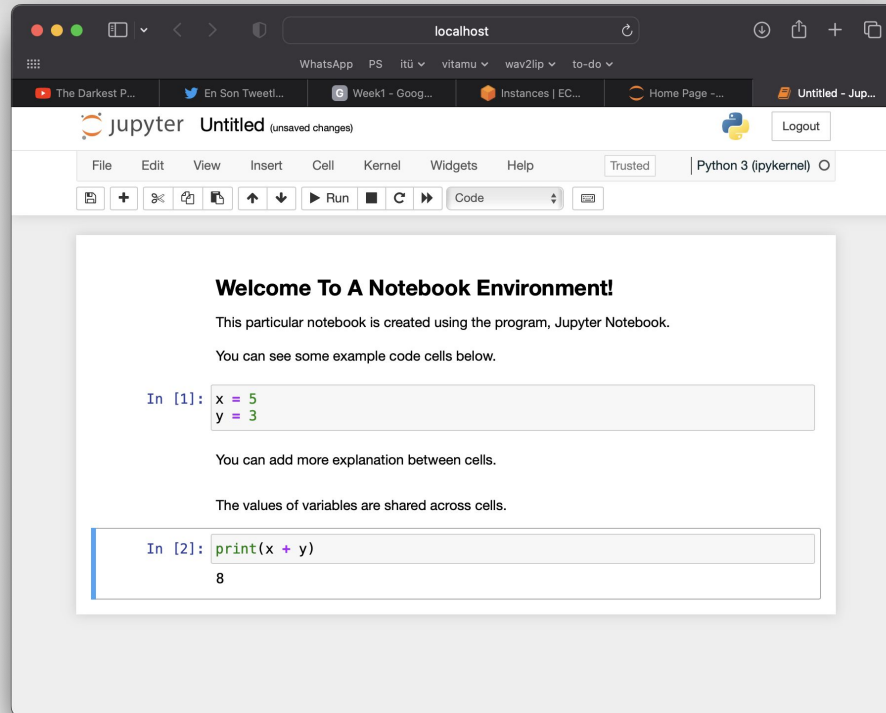 localhost
WhatsApp PS itü vitamu wav2lip to-do
The Darkest P... En Son Tweetl... G Week1 - Goog... Instances | EC... Home Page -... Untitled - Jup...
jupyter Untitled (unsaved changes) Logout
File Edit View Insert Cell Kernel Widgets Help Trusted Python 3 (ipykernel)
Run Code
Welcome To A Notebook Environment!
This particular notebook is created using the program, Jupyter Notebook.
You can see some example code cells below.
In [1]: x = 5
y = 3
You can add more explanation between cells.
The values of variables are shared across cells.
In [2]: print(x + y)
8